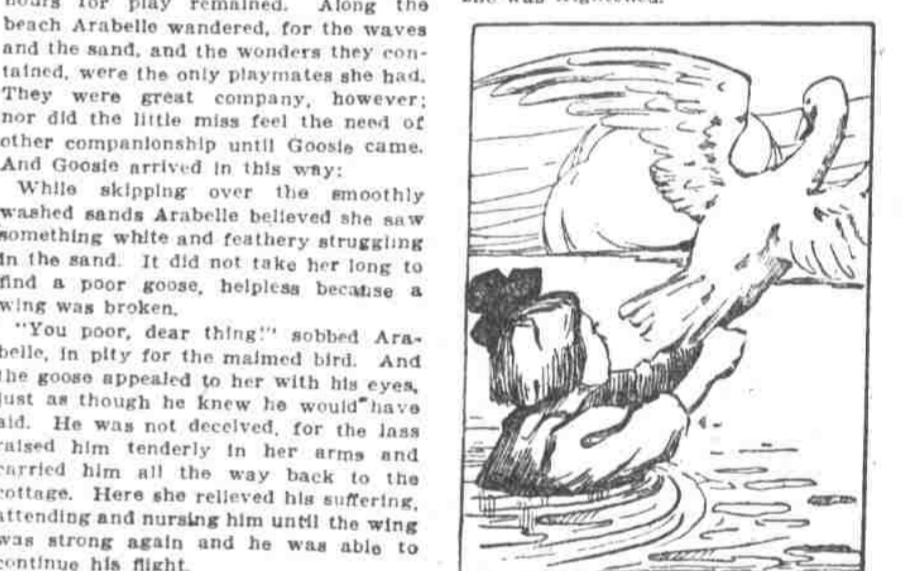 hours for play remained. Along the
beach Arabelle wandered, for the waves
and the sand, and the wonders they con-
tained, were the only playmates she had.
They were great company, however;
nor did the little miss feel the need of
other companionship until Goosie came.
And Goosie arrived in this way:
While skipping over the smoothly
washed sands Arabelle believed she saw
something white and feathery struggling
in the sand. It did not take her long to
find a poor goose, helpless because a
wing was broken.
"You poor, dear thing!" sobbed Ara-
belle, in pity for the maimed bird. And
the goose appealed to her with his eyes,
just as though he knew he would have
aid. He was not deceived, for the lass
raised him tenderly in her arms and
carried him all the way back to the
cottage. Here she relieved his suffering,
attending and nursing him until the wing
was strong again and he was able to
continue his flight.
she was frightened.